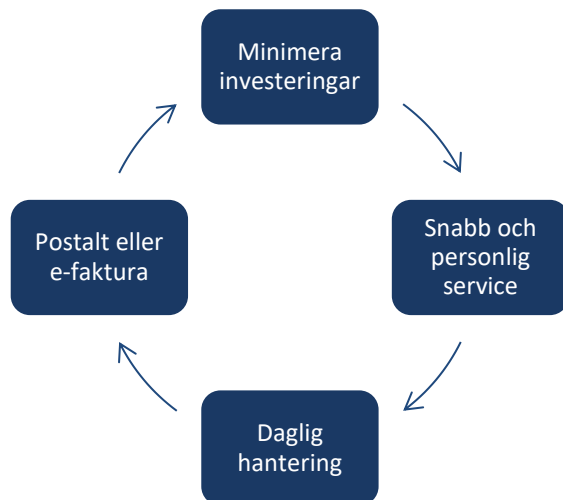 Minimera
investeringar
Snabb och
personlig
service
Daglig
hantering
Postalt eller
e-faktura